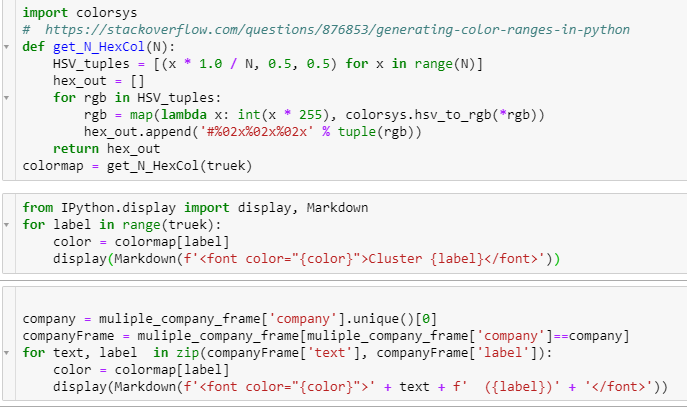 import colorsys
#  https://stackoverflow.com/questions/876853/generating-color-ranges-in-python
def get_N_HexCol(N):
    HSV_tuples = [(x * 1.0 / N, 0.5, 0.5) for x in range(N)]
    hex_out = []
    for rgb in HSV_tuples:
        rgb = map(lambda x: int(x * 255), colorsys.hsv_to_rgb(*rgb))
        hex_out.append('#%02x%02x%02x' % tuple(rgb))
    return hex_out
colormap = get_N_HexCol(truek)
from IPython.display import display, Markdown
for label in range(truek):
    color = colormap[label]
    display(Markdown(f'<font color="{color}">Cluster {label}</font>'))
company = muliple_company_frame['company'].unique()[0]
companyFrame = muliple_company_frame[muliple_company_frame['company']==company]
for text, label  in zip(companyFrame['text'], companyFrame['label']):
    color = colormap[label]
    display(Markdown(f'<font color="{color}">' + text + f'  ({label})' + '</font>'))